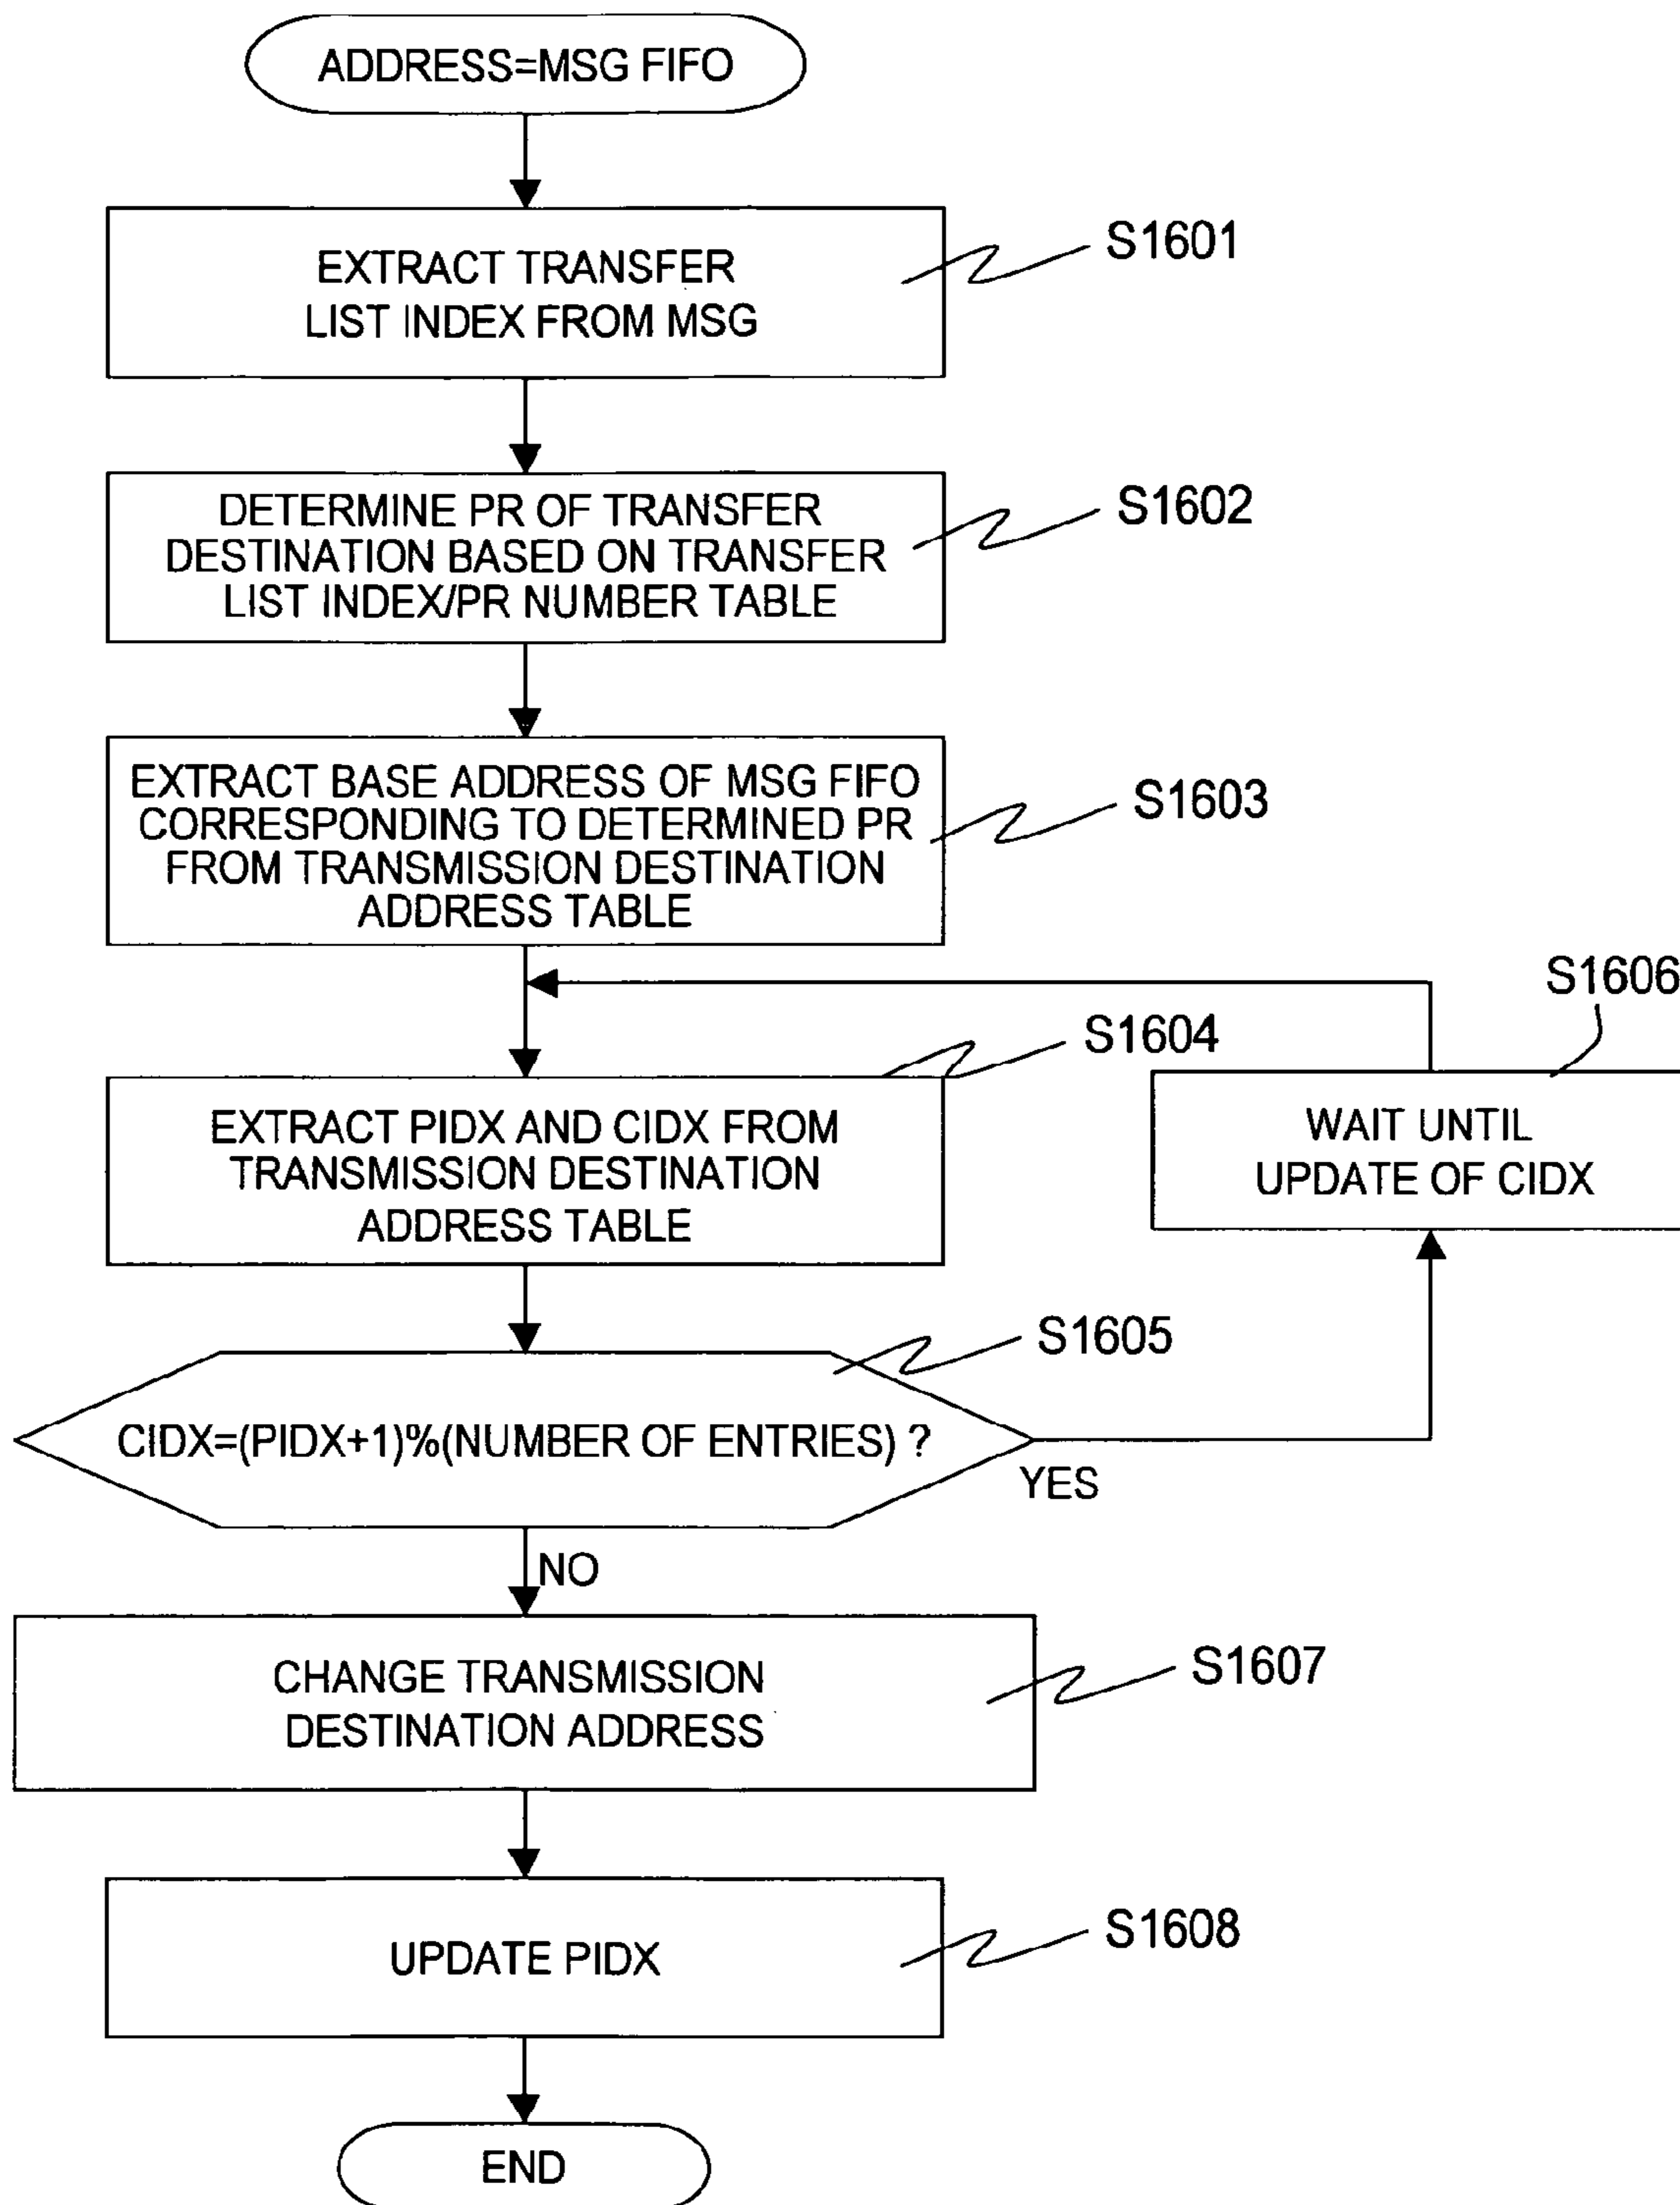 ADDRESS=MSG FIFO
EXTRACT TRANSFER
LIST INDEX FROM MSG
S1601
DETERMINE PR OF TRANSFER
DESTINATION BASED ON TRANSFER
LIST INDEX/PR NUMBER TABLE
S1602
EXTRACT BASE ADDRESS OF MSG FIFO
CORRESPONDING TO DETERMINED PR
FROM TRANSMISSION DESTINATION
ADDRESS TABLE
S1603
S1606
WAIT UNTIL
UPDATE OF CIDX
S1604
EXTRACT PIDX AND CIDX FROM
TRANSMISSION DESTINATION
ADDRESS TABLE
S1605
CIDX=(PIDX+1)%(NUMBER OF ENTRIES) ?
YES
NO
CHANGE TRANSMISSION
DESTINATION ADDRESS
S1607
UPDATE PIDX
S1608
END